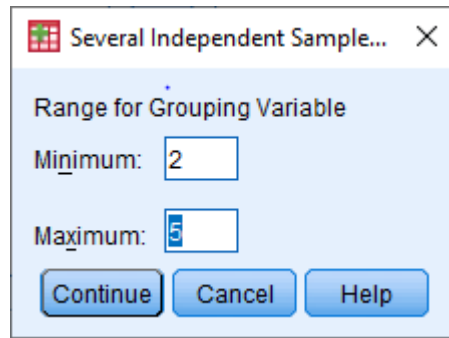 Several Independent Sample...
Range for Grouping Variable
Minimum: 2
Maximum: 5
Continue Cancel Help